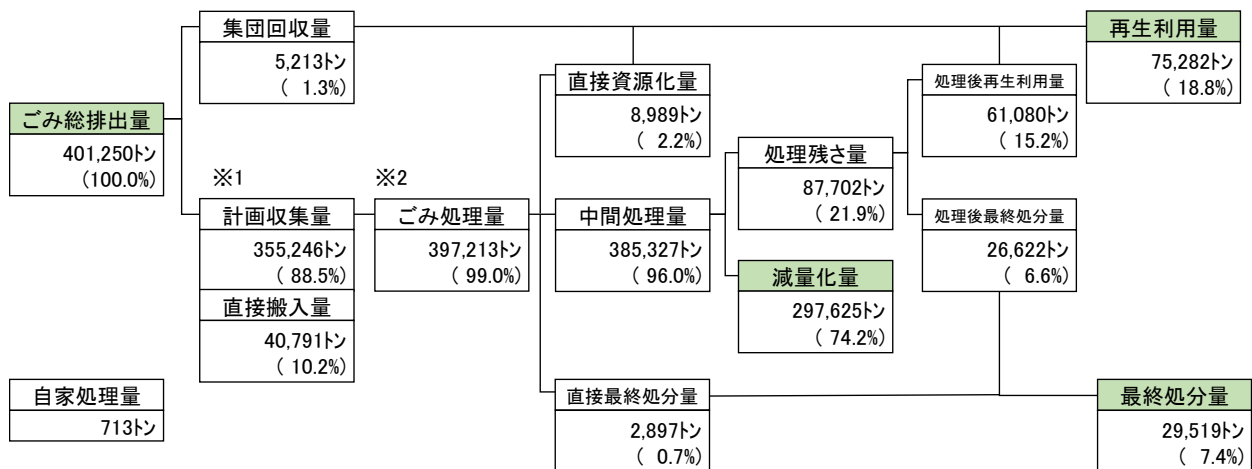 ごみ総排出量
401,250トン
(100.0%)
集団回収量
5,213トン
( 1.3%)
※1
計画収集量
355,246トン
( 88.5%)
直接搬入量
40,791トン
( 10.2%)
自家処理量
713トン
※2
ごみ処理量
397,213トン
( 99.0%)
直接資源化量
8,989トン
( 2.2%)
中間処理量
385,327トン
( 96.0%)
直接最終処分量
2,897トン
( 0.7%)
処理残さ量
87,702トン
( 21.9%)
減量化量
297,625トン
( 74.2%)
処理後再生利用量
61,080トン
( 15.2%)
処理後最終処分量
26,622トン
( 6.6%)
再生利用量
75,282トン
( 18.8%)
最終処分量
29,519トン
( 7.4%)